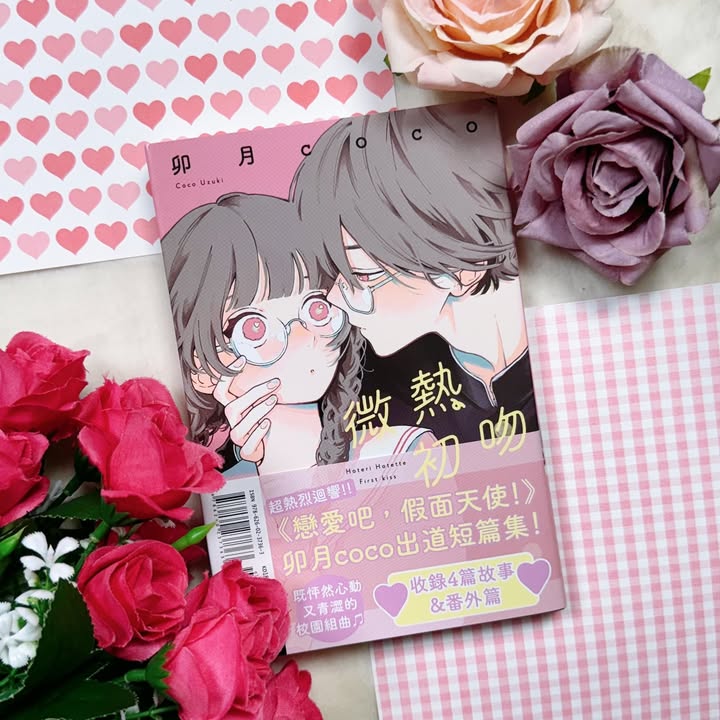 卯月coco
Coco Uzuki
微熱な初吻
Hoteri Hotette
First kiss
超熱烈迴響!!
《戀愛吧，假面天使!》
卯月coco出道短篇集!
既怦然心動
又青澀的
校園組曲♫
收錄4篇故事
&番外篇